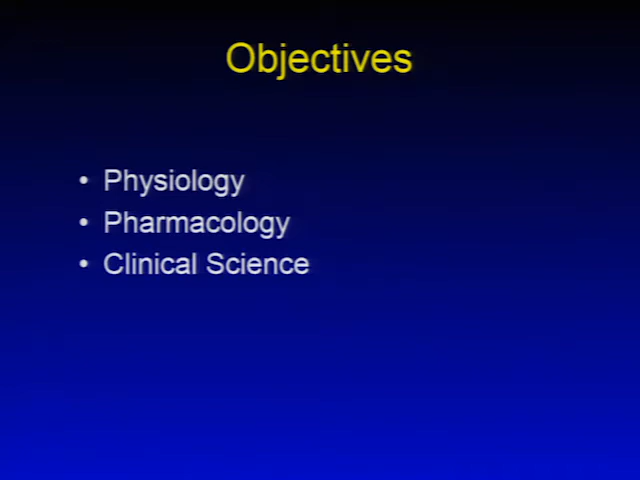 Objectives
• Physiology
• Pharmacology
• Clinical Science